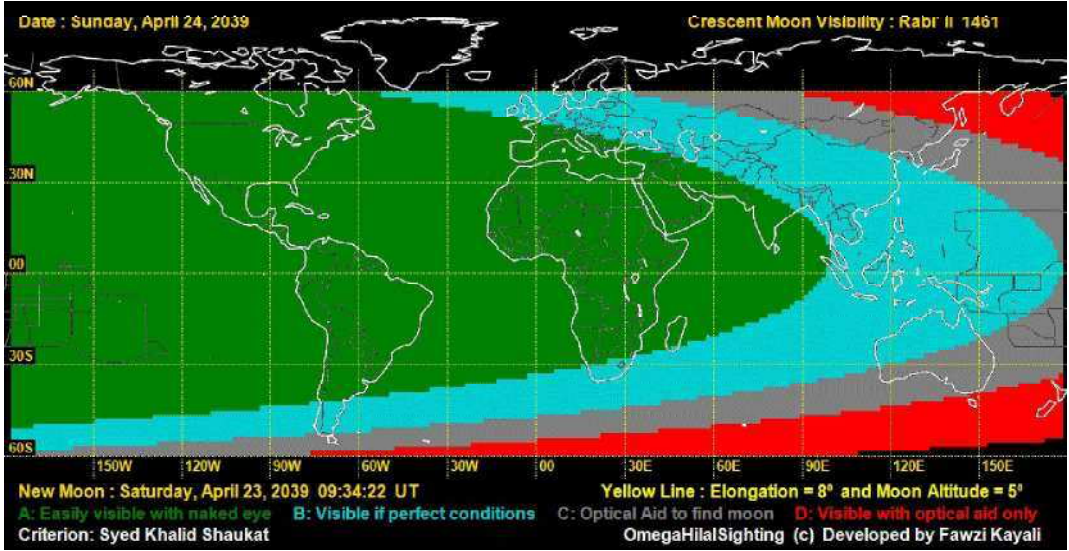 Date : Sunday, April 24, 2039 Crescent Moon Visibility : Rabi' II 1461
60N
30N
00
30S
60S
150W 120W 90W 60W 30W 00 30E 60E 90E 120E 150E
New Moon : Saturday, April 23, 2039 09:34:22 UT Yellow Line : Elongation = 8º and Moon Altitude = 5º
A: Easily visible with naked eye B: Visible if perfect conditions C: Optical Aid to find moon D: Visible with optical aid only
Criterion: Syed Khalid Shaukat OmegaHilalSighting (c) Developed by Fawzi Kayali